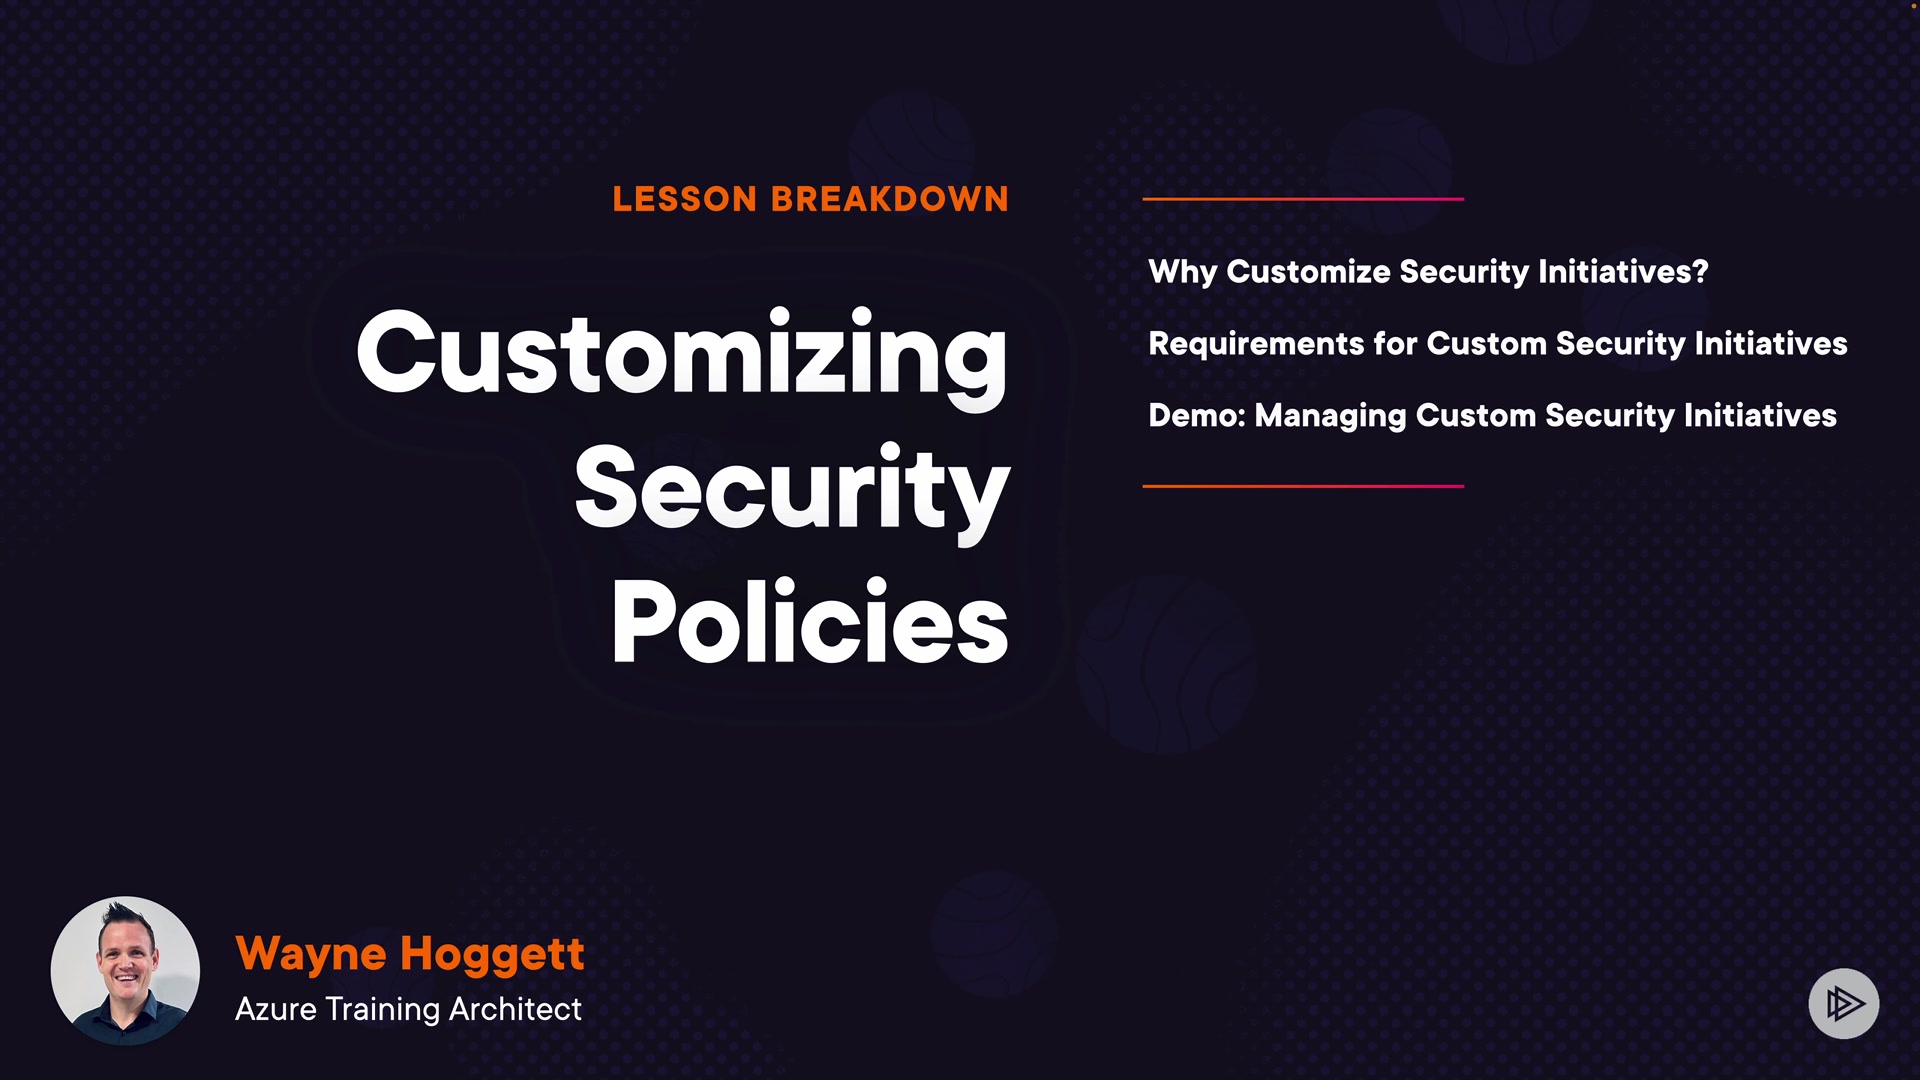 LESSON BREAKDOWN
Customizing
Security
Policies
Why Customize Security Initiatives?
Requirements for Custom Security Initiatives
Demo: Managing Custom Security Initiatives
Wayne Hoggett
Azure Training Architect